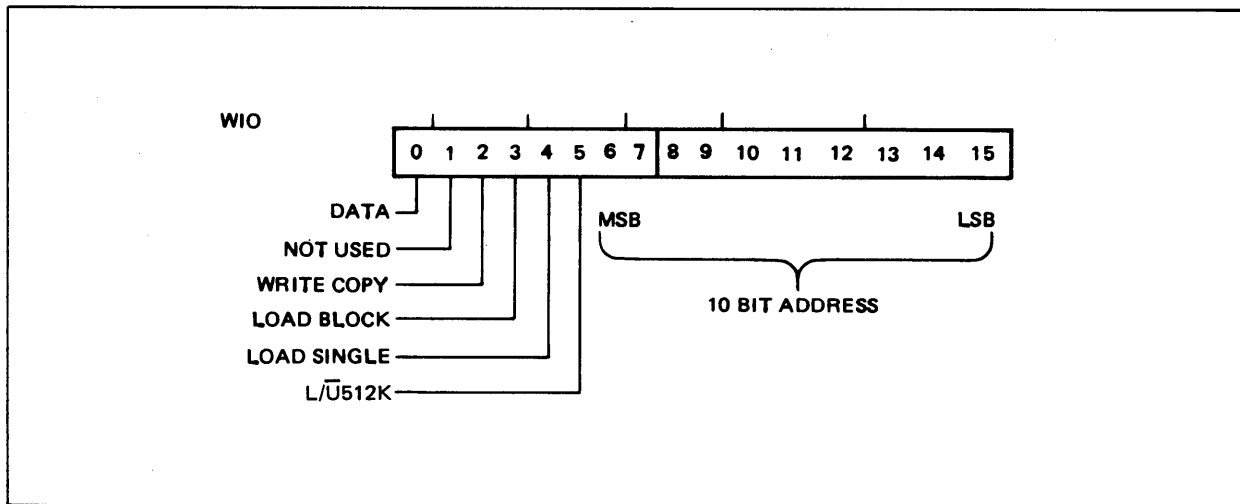 WIO
0 1 2 3 4 5 6 7 8 9 10 11 12 13 14 15
DATA
MSB LSB
NOT USED
WRITE COPY
10 BIT ADDRESS
LOAD BLOCK
LOAD SINGLE
L/U̅512K